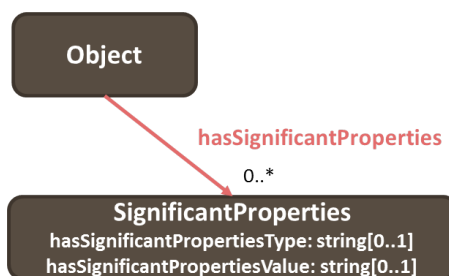 Object
hasSignificantProperties
0..*
SignificantProperties
hasSignificantPropertiesType: string[0..1]
hasSignificantPropertiesValue: string[0..1]